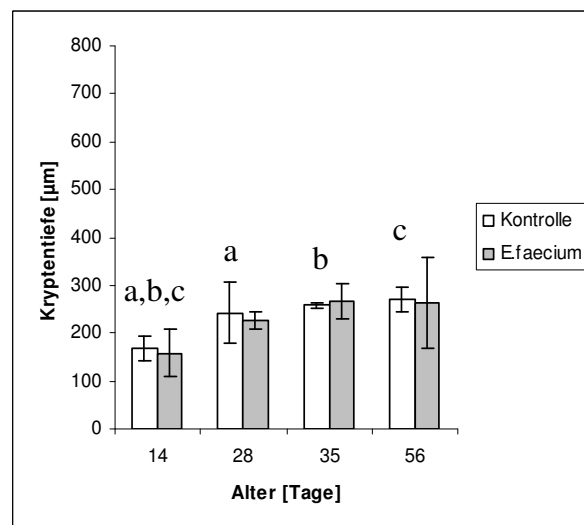 800
700
600
500
400
300
200
100
0
Kryptentiefe [µm]
a,b,c
a
b
c
14 28 35 56
Alter [Tage]
Kontrolle
E.faecium